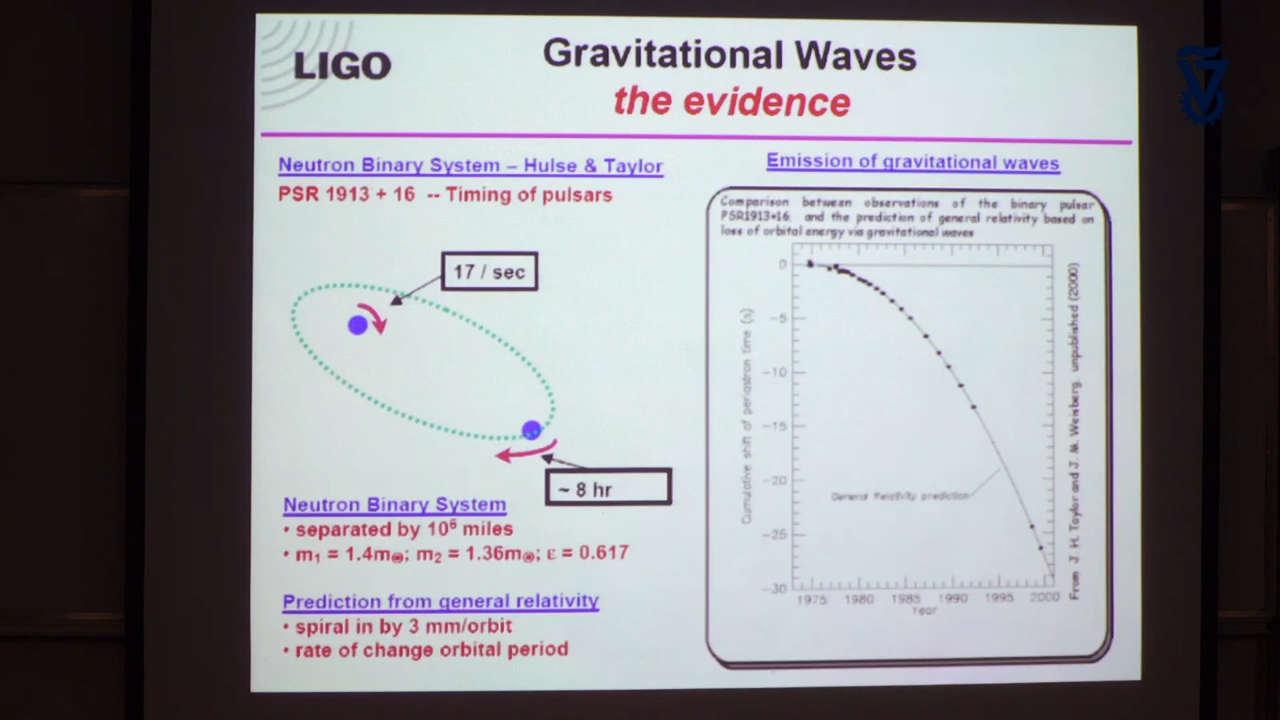 LIGO
Gravitational Waves
the evidence
Neutron Binary System – Hulse & Taylor
PSR 1913 + 16 -- Timing of pulsars
17 / sec
~ 8 hr
Neutron Binary System
• separated by 10⁶ miles
• m₁ = 1.4m⊙; m₂ = 1.36m⊙; ε = 0.617
Prediction from general relativity
• spiral in by 3 mm/orbit
• rate of change orbital period
Emission of gravitational waves
Comparison between observations of the binary pulsar
PSR1913+16, and the prediction of general relativity based on
loss of orbital energy via gravitational waves
Cumulative shift of periastron time (s)
0
-5
-10
-15
-20
-25
-30
General Relativity prediction
1975 1980 1985 1990 1995 2000
Year
From J. H. Taylor and J. M. Weisberg, unpublished (2000)